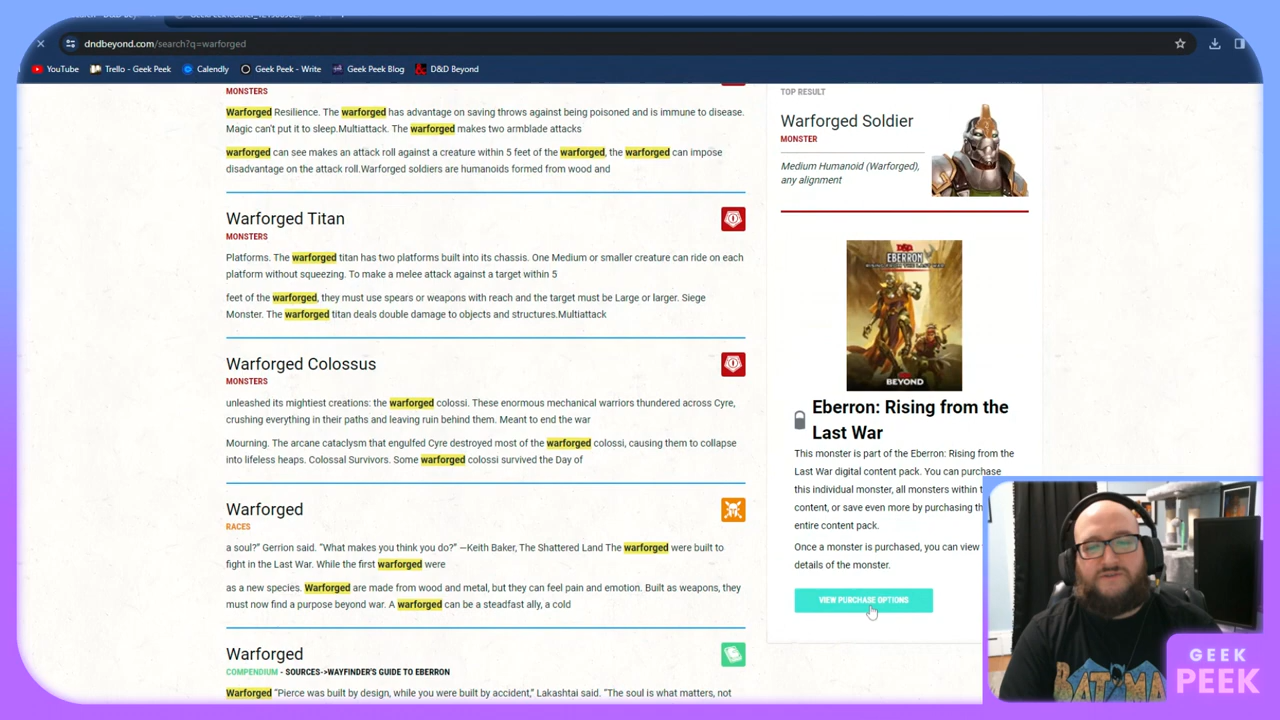 dndbeyond.com/search?q=warforged
YouTube
Trello - Geek Peek
Calendly
Geek Peek - Write
Geek Peek Blog
D&D Beyond
MONSTERS
Warforged Resilience. The warforged has advantage on saving throws against being poisoned and is immune to disease.
Magic can't put it to sleep.Multiattack. The warforged makes two armblade attacks
warforged can see makes an attack roll against a creature within 5 feet of the warforged, the warforged can impose
disadvantage on the attack roll.Warforged soldiers are humanoids formed from wood and
Warforged Titan
MONSTERS
Platforms. The warforged titan has two platforms built into its chassis. One Medium or smaller creature can ride on each
platform without squeezing. To make a melee attack against a target within 5
feet of the warforged, they must use spears or weapons with reach and the target must be Large or larger. Siege
Monster. The warforged titan deals double damage to objects and structures.Multiattack
Warforged Colossus
MONSTERS
unleashed its mightiest creations: the warforged colossi. These enormous mechanical warriors thundered across Cyre,
crushing everything in their paths and leaving ruin behind them. Meant to end the war
Mourning. The arcane cataclysm that engulfed Cyre destroyed most of the warforged colossi, causing them to collapse
into lifeless heaps. Colossal Survivors. Some warforged colossi survived the Day of
Warforged
RACES
a soul?" Gerrion said. "What makes you think you do?" —Keith Baker, The Shattered Land The warforged were built to
fight in the Last War. While the first warforged were
as a new species. Warforged are made from wood and metal, but they can feel pain and emotion. Built as weapons, they
must now find a purpose beyond war. A warforged can be a steadfast ally, a cold
Warforged
COMPENDIUM - SOURCES->WAYFINDER'S GUIDE TO EBERRON
Warforged "Pierce was built by design, while you were built by accident," Lakashtai said. "The soul is what matters, not
TOP RESULT
Warforged Soldier
MONSTER
Medium Humanoid (Warforged),
any alignment
D&D
EBERRON
RISING FROM THE LAST WAR
BEYOND
Eberron: Rising from the
Last War
This monster is part of the Eberron: Rising from the
Last War digital content pack. You can purchase
this individual monster, all monsters within t
content, or save even more by purchasing th
entire content pack.
Once a monster is purchased, you can view
details of the monster.
VIEW PURCHASE OPTIONS
BATMA
GEEK
PEEK